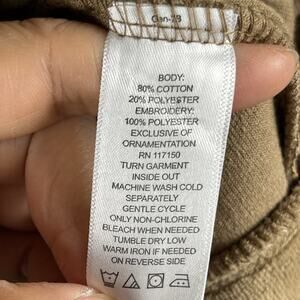 BODY:
80% COTTON
20% POLYESTER
EMBROIDERY:
100% POLYESTER
EXCLUSIVE OF
ORNAMENTATION
RN 117150
TURN GARMENT
INSIDE OUT
MACHINE WASH COLD
SEPARATELY
GENTLE CYCLE
ONLY NON-CHLORINE
BLEACH WHEN NEEDED
TUMBLE DRY LOW
WARM IRON IF NEEDED
ON REVERSE SIDE